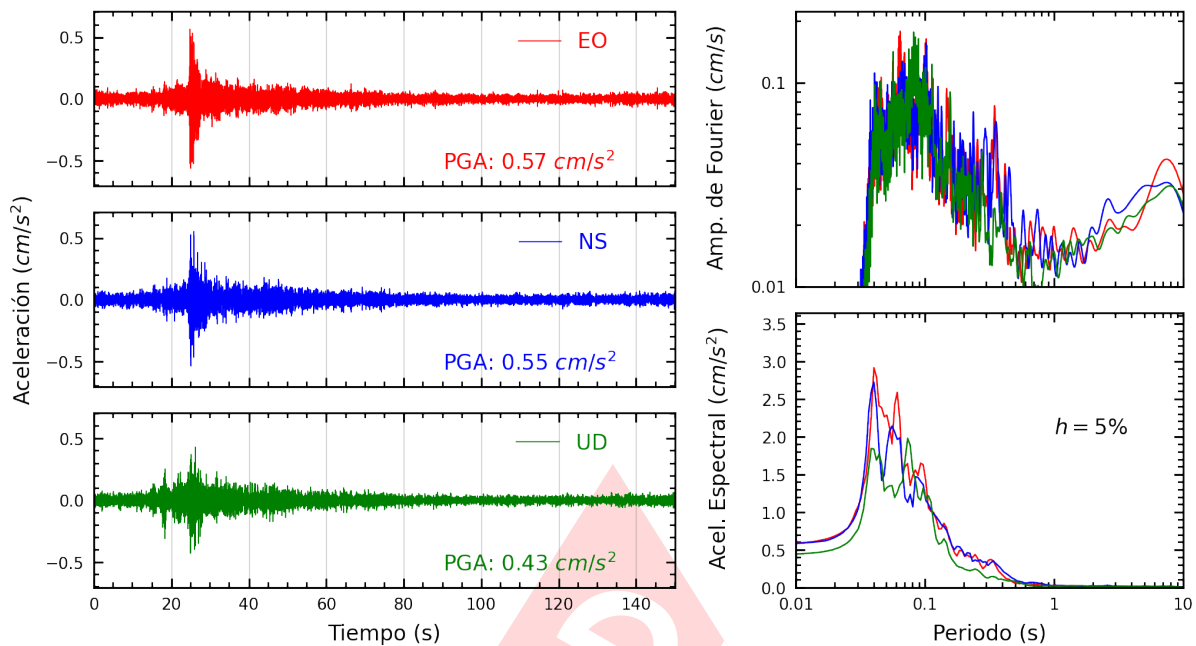 0.5
0.0
−0.5
EO
PGA: 0.57 cm/s²
0.5
0.0
−0.5
NS
PGA: 0.55 cm/s²
0.5
0.0
−0.5
UD
PGA: 0.43 cm/s²
0 20 40 60 80 100 120 140
Tiempo (s)
Aceleración (cm/s²)
Amp. de Fourier (cm/s)
0.1
0.01
Acel. Espectral (cm/s²)
3.5
3.0
2.5
2.0
1.5
1.0
0.5
0.0
h = 5%
0.01 0.1 1 10
Periodo (s)